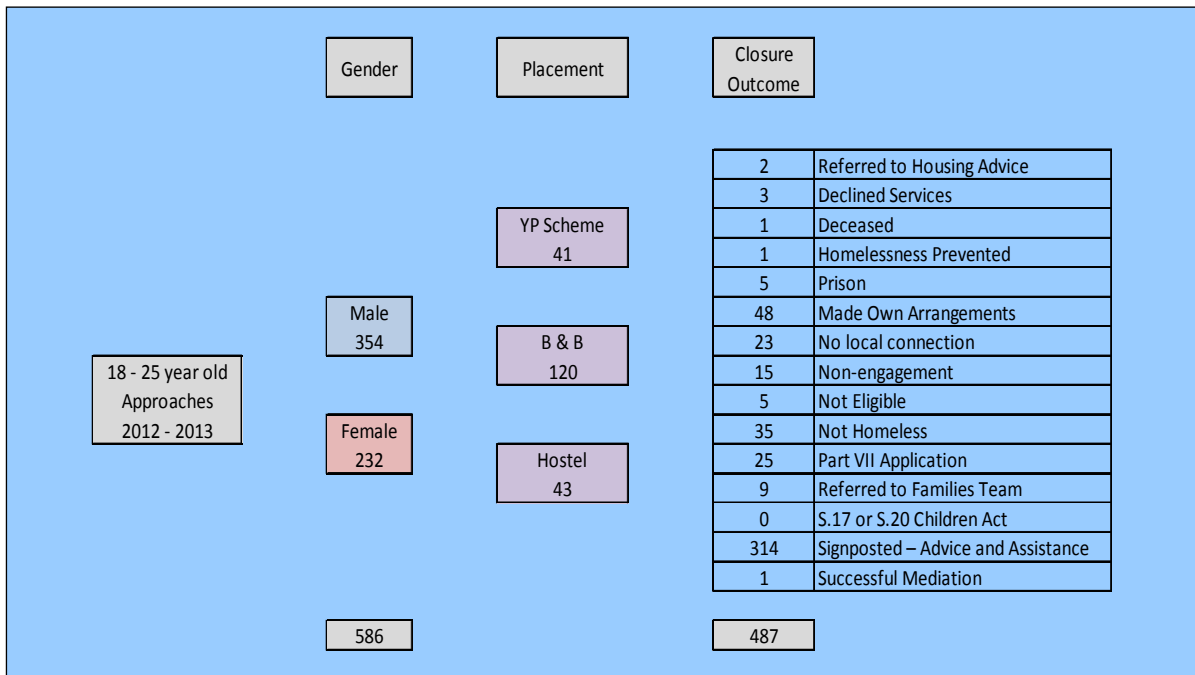 Gender
Placement
Closure
Outcome
18 - 25 year old
Approaches
2012 - 2013
Male
354
Female
232
586
YP Scheme
41
B & B
120
Hostel
43
2 Referred to Housing Advice
3 Declined Services
1 Deceased
1 Homelessness Prevented
5 Prison
48 Made Own Arrangements
23 No local connection
15 Non-engagement
5 Not Eligible
35 Not Homeless
25 Part VII Application
9 Referred to Families Team
0 S.17 or S.20 Children Act
314 Signposted – Advice and Assistance
1 Successful Mediation
487